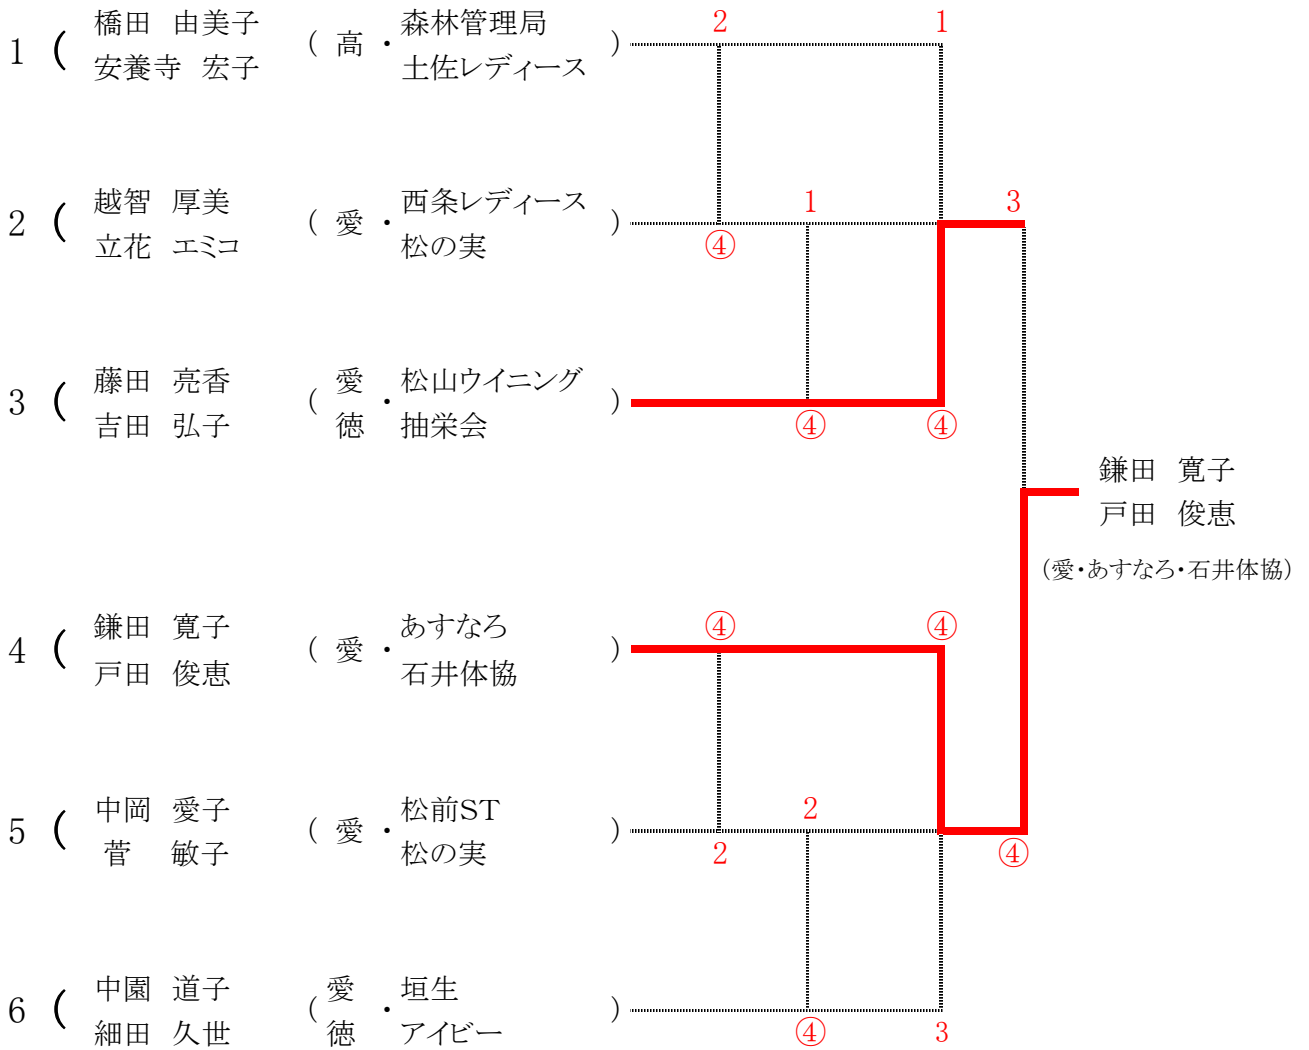 橋田 由美子 森林管理局 2 1
1 ( ( 高 ・ )
安養寺 宏子 土佐レディース
越智 厚美 西条レディース 1 3
2 ( ( 愛 ・ )
立花 エミコ 松の実 ④
藤田 亮香 愛 松山ウイニング
3 ( ( ・ )
吉田 弘子 徳 抽栄会 ④ ④
鎌田 寛子
戸田 俊恵
(愛・あすなろ・石井体協)
鎌田 寛子 あすなろ ④ ④
4 ( ( 愛 ・ )
戸田 俊恵 石井体協
中岡 愛子 松前ST 2
5 ( ( 愛 ・ )
菅 敏子 松の実 2 ④
中園 道子 愛 垣生
6 ( ( ・ )
細田 久世 徳 アイビー ④ 3